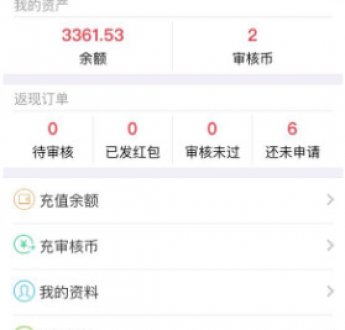 我的资产
3361.53 2
余额 审核币
返现订单
0 0 0 6
待审核 已发红包 审核未过 还未申请
充值余额
充审核币
我的资料